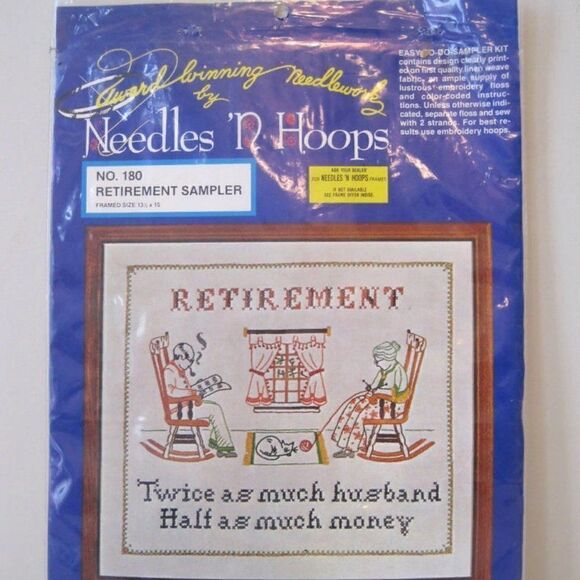 Award Winning Needlework
by
Needles 'N Hoops
EASY-TO-DO-SAMPLER KIT
contains design clearly print-
ed on first quality linen weave
fabric, an ample supply of
lustrous embroidery floss
and color-coded instruc-
tions. Unless otherwise indi-
cated, separate floss and sew
with 2 strands. For best re-
sults use embroidery hoops.
NO. 180
RETIREMENT SAMPLER
FRAMED SIZE 13½ x 15
ASK YOUR DEALER
FOR NEEDLES 'N HOOPS FRAMES
IF NOT AVAILABLE
SEE FRAME OFFER INSIDE.
RETIREMENT
Twice as much husband
Half as much money